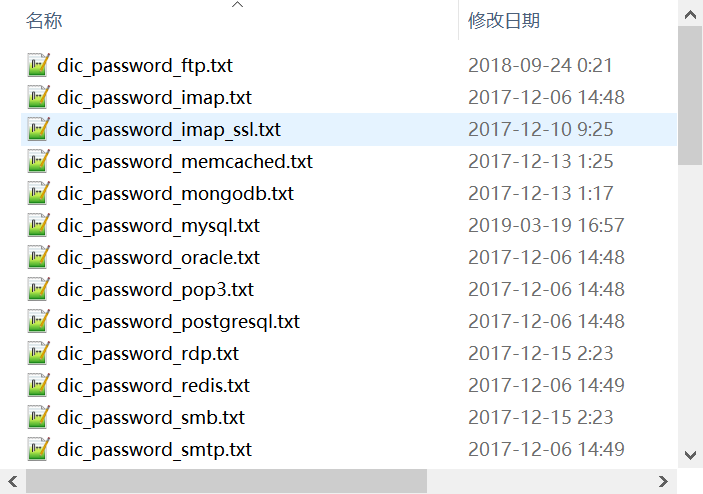 名称 修改日期
dic_password_ftp.txt 2018-09-24 0:21
dic_password_imap.txt 2017-12-06 14:48
dic_password_imap_ssl.txt 2017-12-10 9:25
dic_password_memcached.txt 2017-12-13 1:25
dic_password_mongodb.txt 2017-12-13 1:17
dic_password_mysql.txt 2019-03-19 16:57
dic_password_oracle.txt 2017-12-06 14:48
dic_password_pop3.txt 2017-12-06 14:48
dic_password_postgresql.txt 2017-12-06 14:48
dic_password_rdp.txt 2017-12-15 2:23
dic_password_redis.txt 2017-12-06 14:49
dic_password_smb.txt 2017-12-15 2:23
dic_password_smtp.txt 2017-12-06 14:49